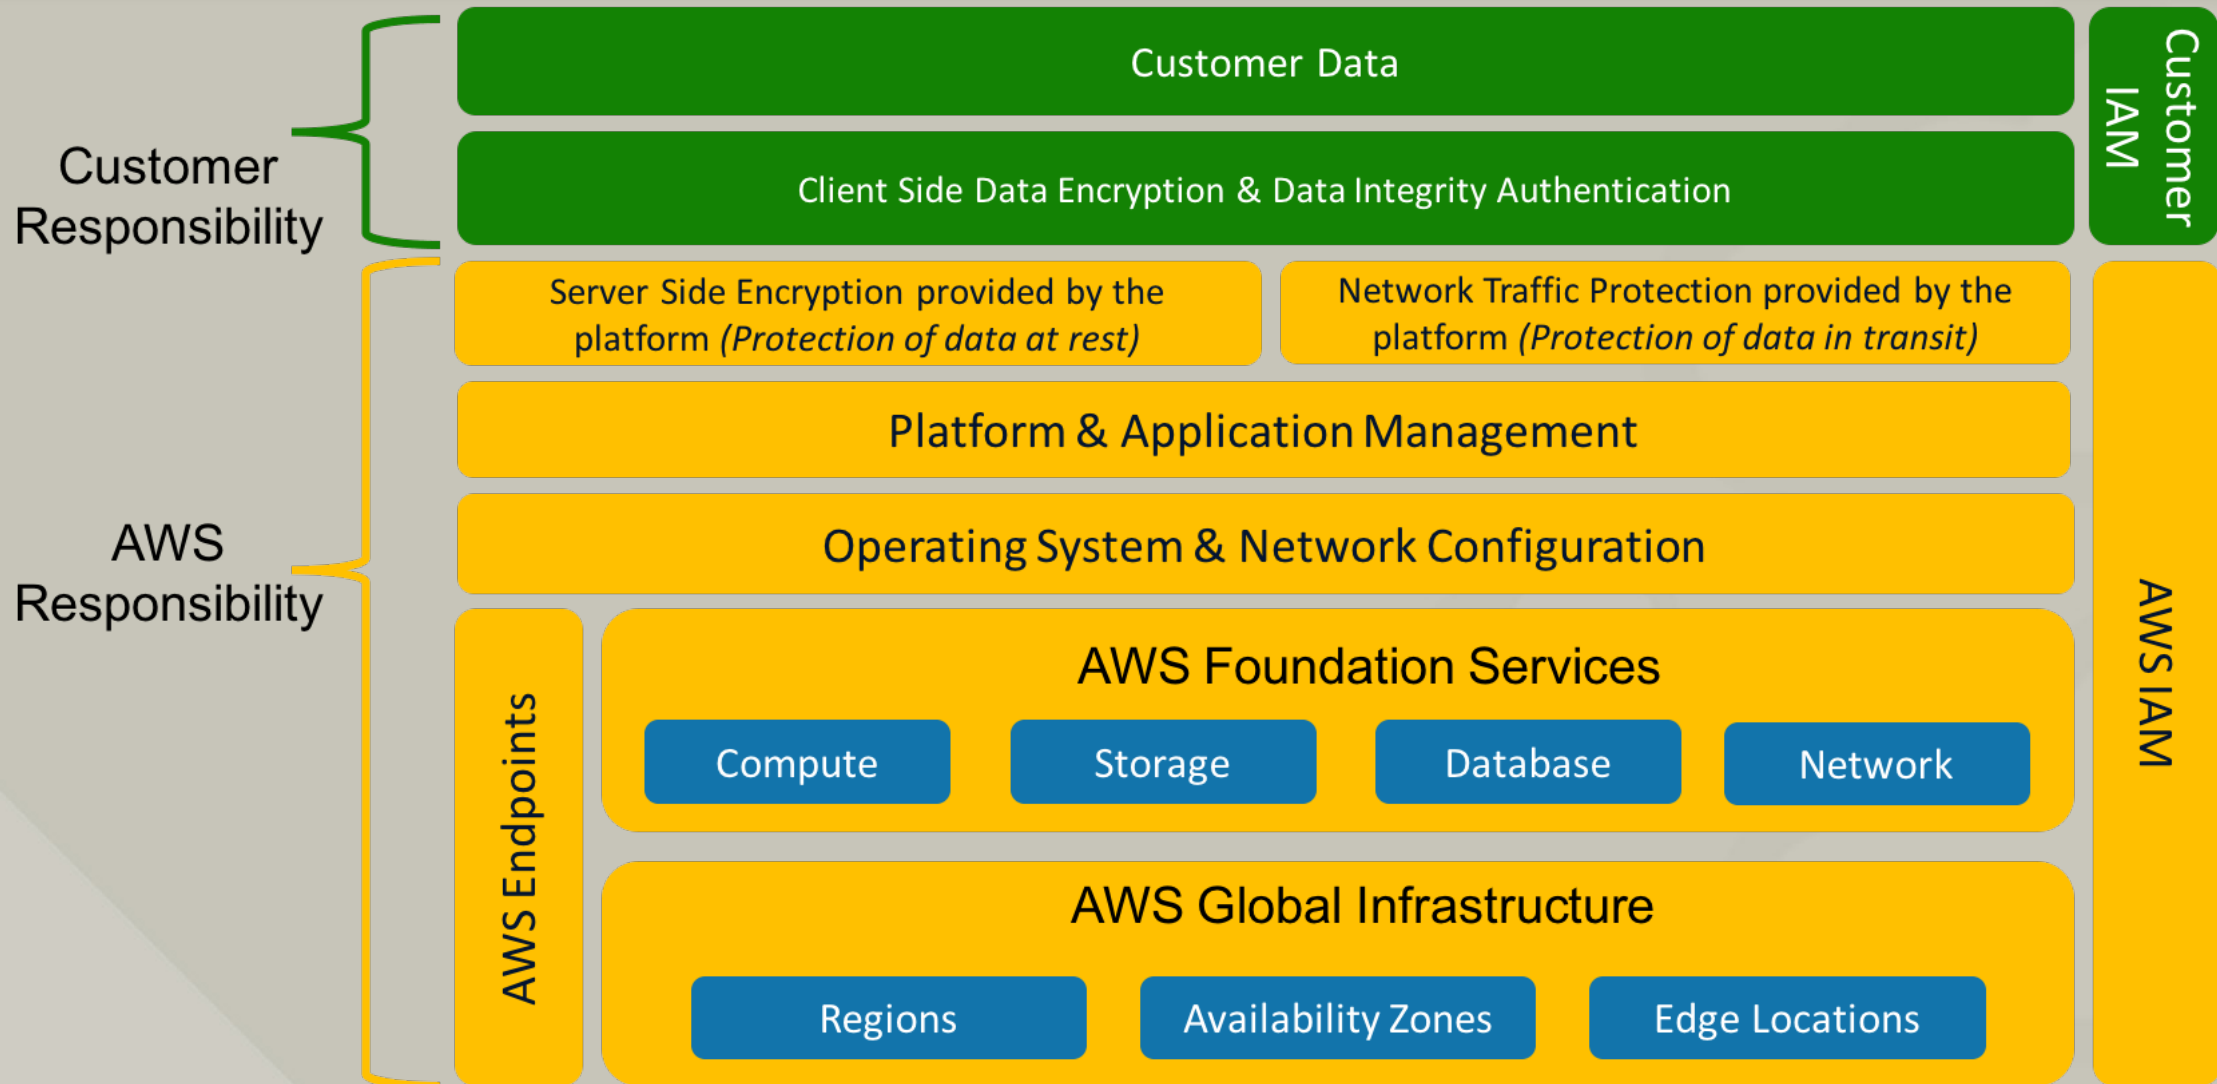 Customer Data
Customer
IAM
Customer
Responsibility
Client Side Data Encryption & Data Integrity Authentication
Server Side Encryption provided by the
platform (Protection of data at rest)
Network Traffic Protection provided by the
platform (Protection of data in transit)
Platform & Application Management
AWS
Responsibility
Operating System & Network Configuration
AWS IAM
AWS Endpoints
AWS Foundation Services
Compute
Storage
Database
Network
AWS Global Infrastructure
Regions
Availability Zones
Edge Locations